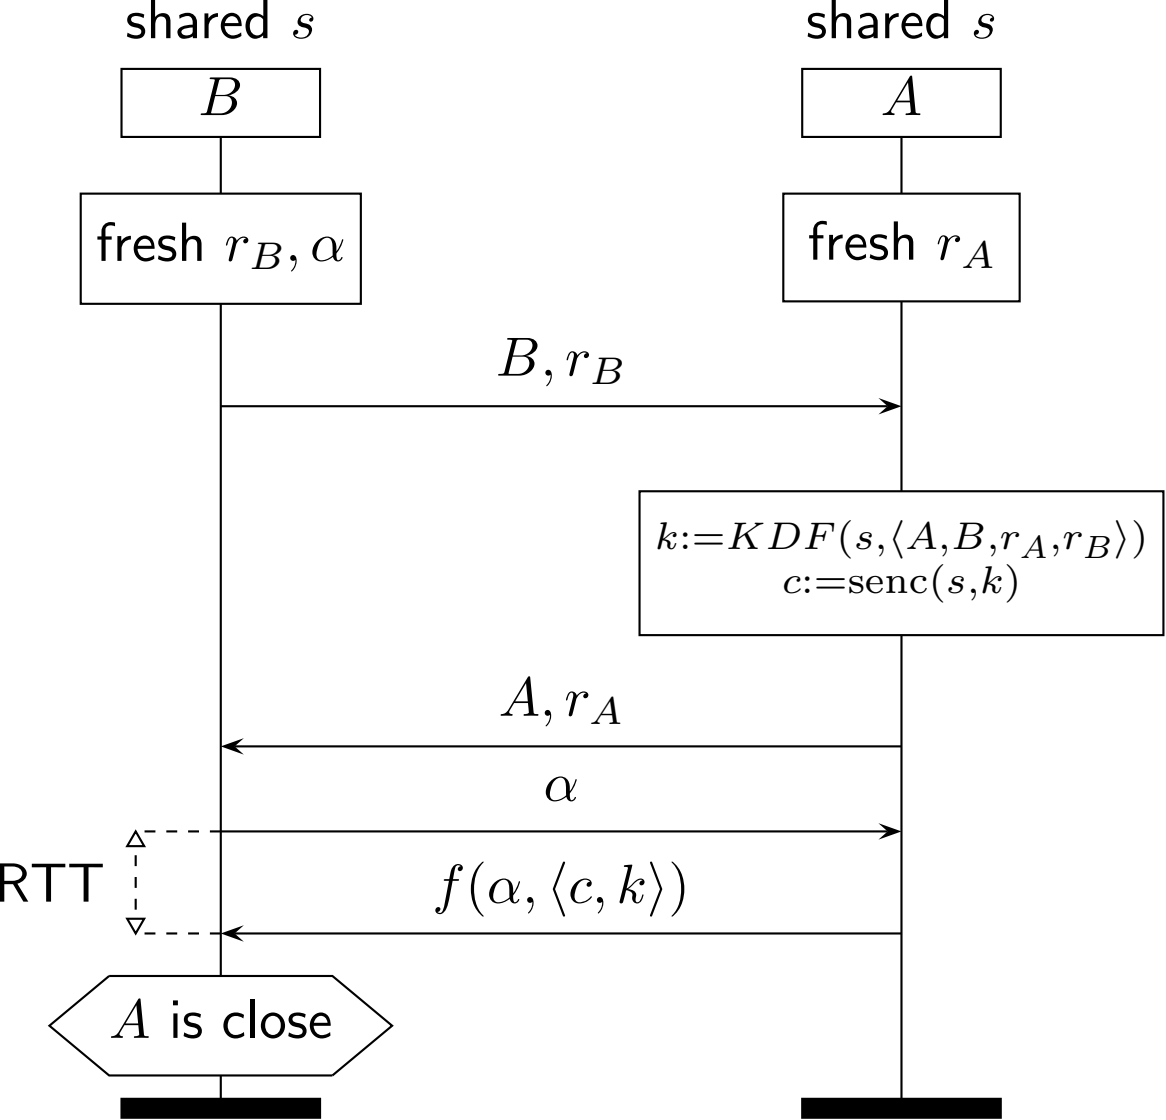 shared s shared s
B A
fresh r_B, α fresh r_A
B, r_B
k:=KDF(s,⟨A,B,r_A,r_B⟩)
c:=senc(s,k)
A, r_A
α
RTT f(α, ⟨c, k⟩)
A is close